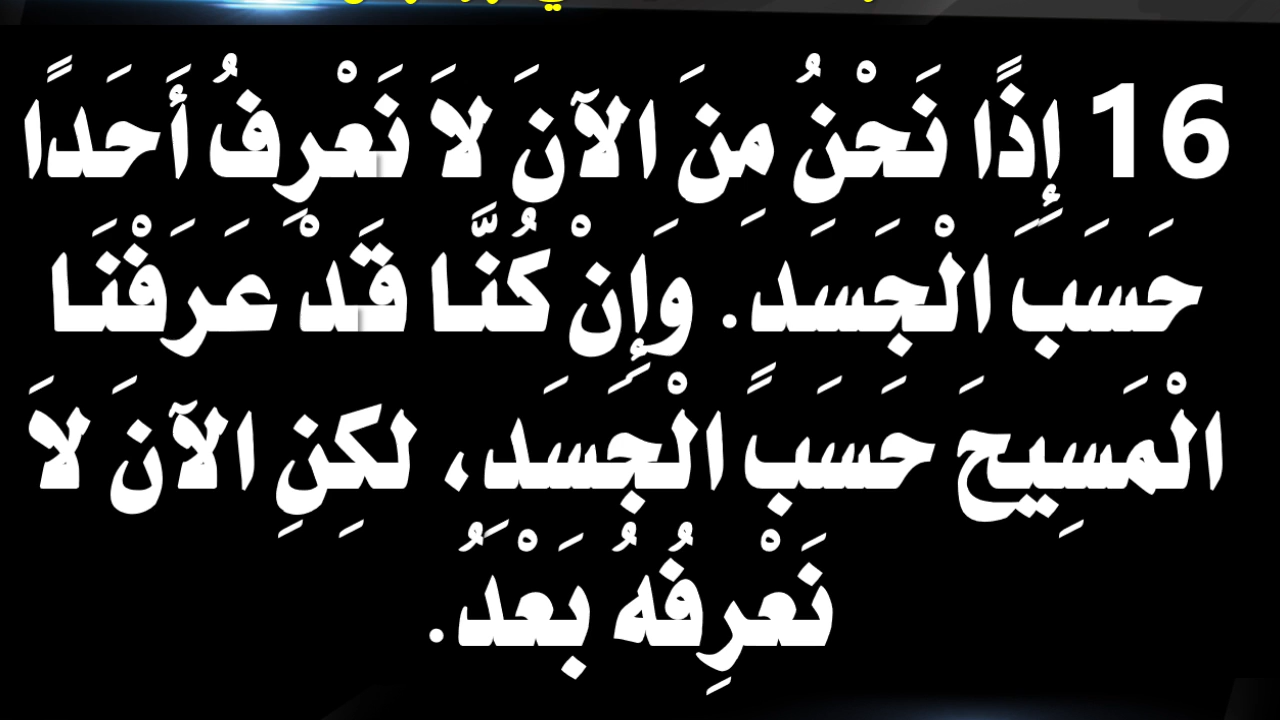 16 إِذًا نَحْنُ مِنَ الآنَ لاَ نَعْرِفُ أَحَدًا
حَسَبَ الْجَسَدِ. وَإِنْ كُنَّا قَدْ عَرَفْنَا
الْمَسِيحَ حَسَبَ الْجَسَدِ، لكِنِ الآنَ لاَ
نَعْرِفُهُ بَعْدُ.